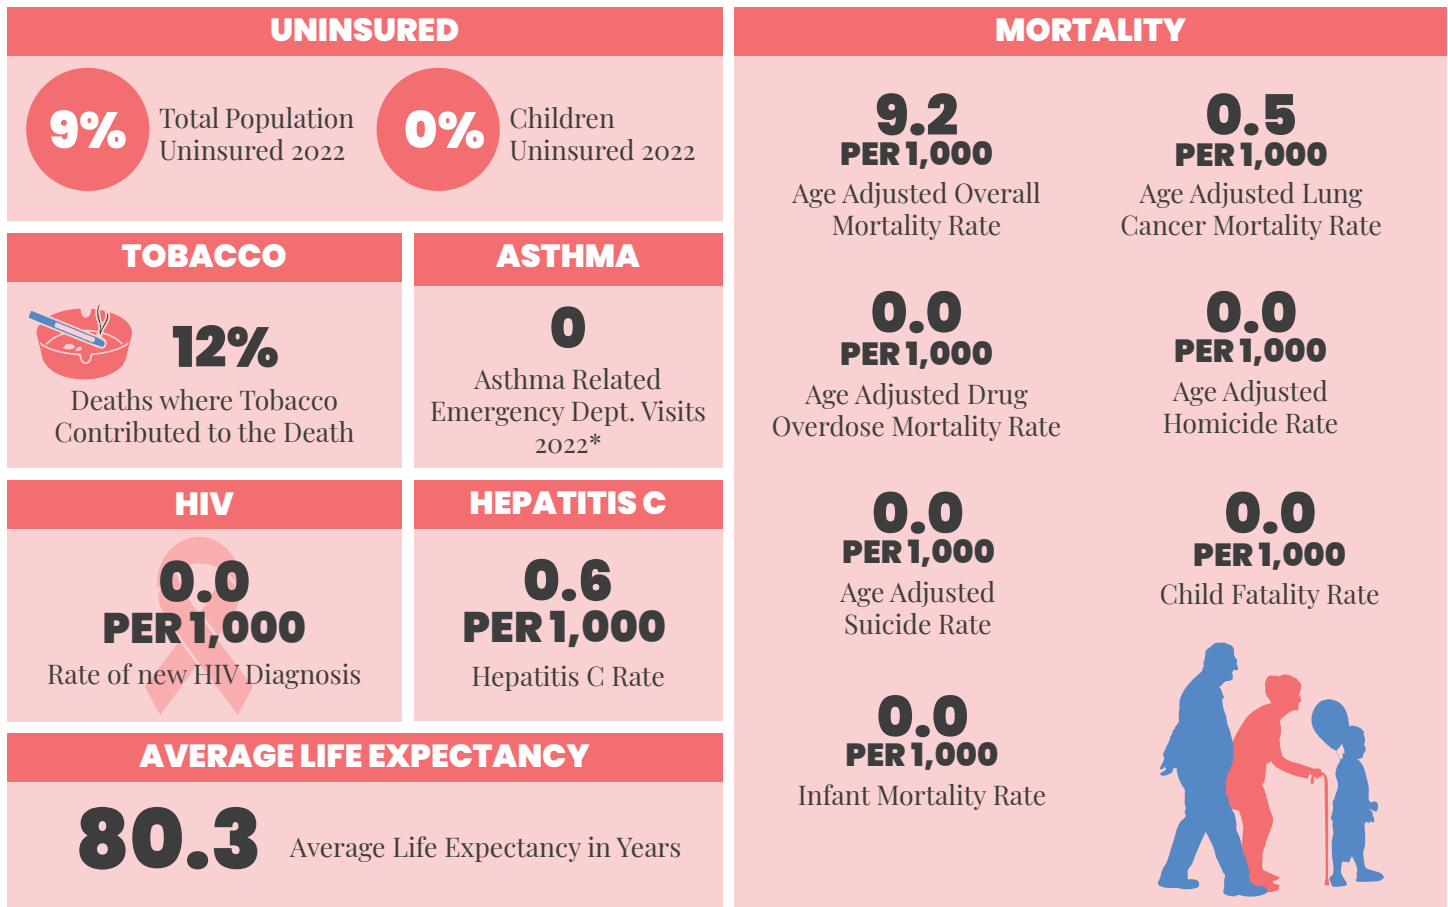 UNINSURED
9%
Total Population
Uninsured 2022
0%
Children
Uninsured 2022
TOBACCO
12%
Deaths where Tobacco
Contributed to the Death
ASTHMA
0
Asthma Related
Emergency Dept. Visits
2022*
HIV
0.0
PER 1,000
Rate of new HIV Diagnosis
HEPATITIS C
0.6
PER 1,000
Hepatitis C Rate
AVERAGE LIFE EXPECTANCY
80.3
Average Life Expectancy in Years
MORTALITY
9.2
PER 1,000
Age Adjusted Overall
Mortality Rate
0.5
PER 1,000
Age Adjusted Lung
Cancer Mortality Rate
0.0
PER 1,000
Age Adjusted Drug
Overdose Mortality Rate
0.0
PER 1,000
Age Adjusted
Homicide Rate
0.0
PER 1,000
Age Adjusted
Suicide Rate
0.0
PER 1,000
Child Fatality Rate
0.0
PER 1,000
Infant Mortality Rate